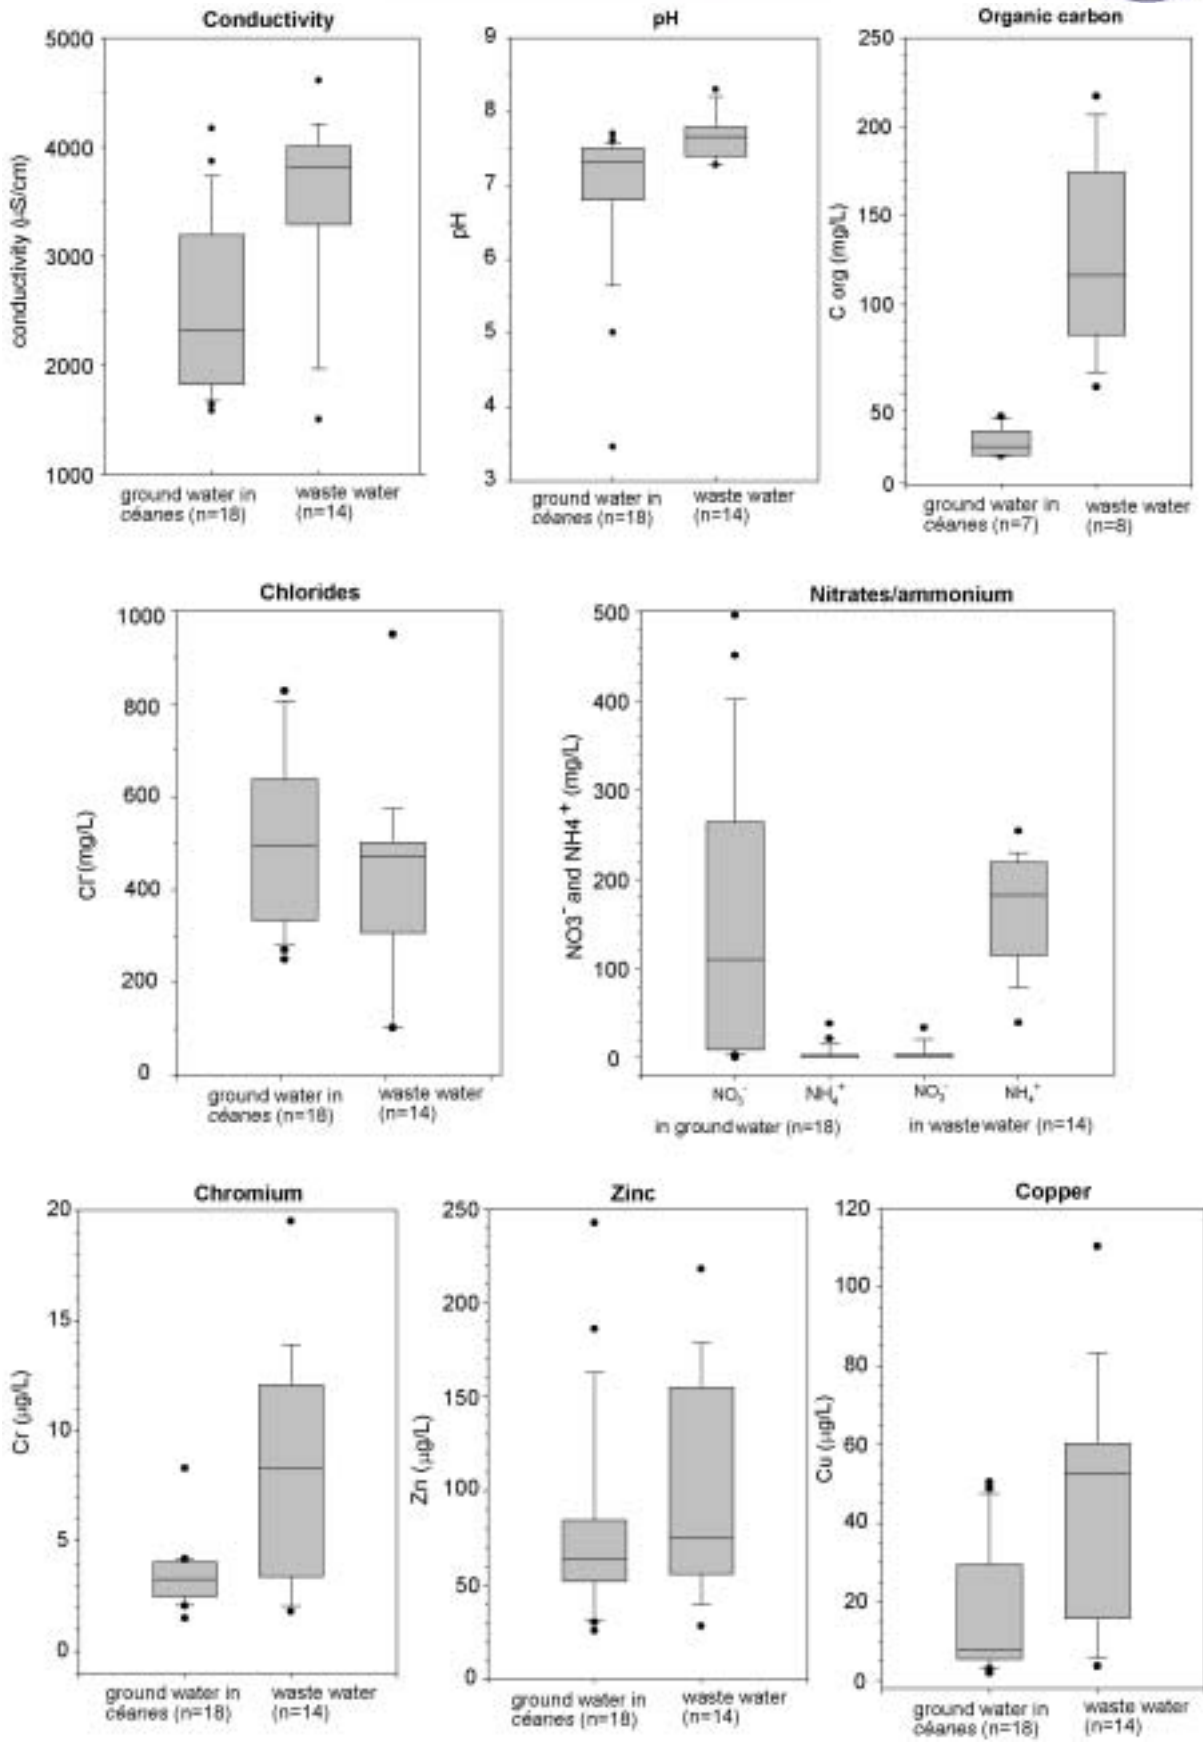 Conductivity
5000
4000
3000
2000
1000
conductivity (µS/cm)
ground water in
céanes (n=18)
waste water
(n=14)
pH
9
8
7
6
5
4
3
pH
ground water in
céanes (n=18)
waste water
(n=14)
Organic carbon
250
200
150
100
50
0
C org (mg/L)
ground water in
céanes (n=7)
waste water
(n=8)
Chlorides
1000
800
600
400
200
0
Cl⁻(mg/L)
ground water in
céanes (n=18)
waste water
(n=14)
Nitrates/ammonium
500
400
300
200
100
0
NO3⁻ and NH4⁺ (mg/L)
NO₃⁻
NH₄⁺
NO₃⁻
NH₄⁺
in ground water (n=18)
in waste water (n=14)
Chromium
20
15
10
5
0
Cr (µg/L)
ground water in
céanes (n=18)
waste water
(n=14)
Zinc
250
200
150
100
50
0
Zn (µg/L)
ground water in
céanes (n=18)
waste water
(n=14)
Copper
120
100
80
60
40
20
0
Cu (µg/L)
ground water in
céanes (n=18)
waste water
(n=14)